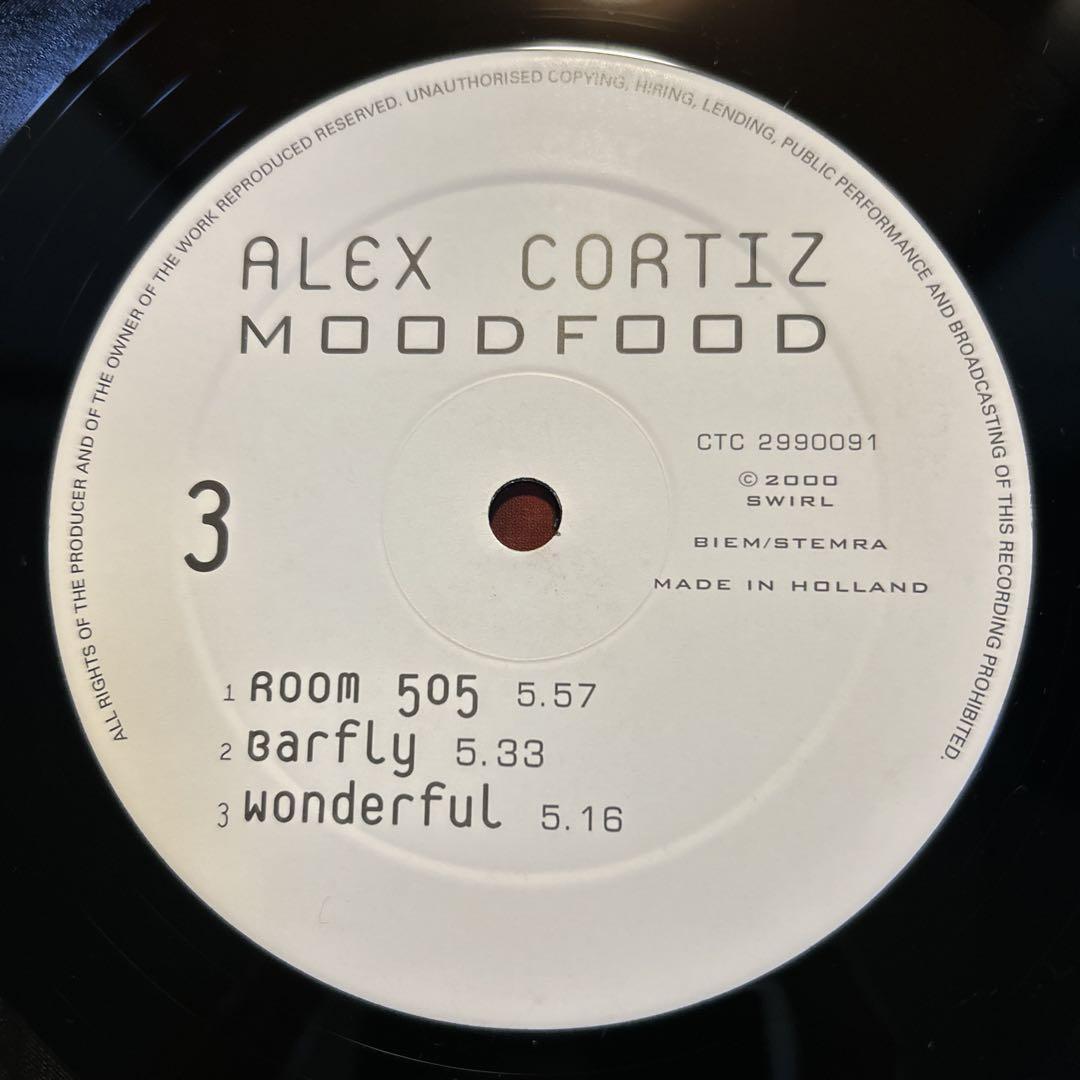 ALL RIGHTS OF THE PRODUCER AND OF THE OWNER OF THE WORK REPRODUCED RESERVED. UNAUTHORISED COPYING, HIRING, LENDING, PUBLIC PERFORMANCE AND BROADCASTING OF THIS RECORDING PROHIBITED.
ALEX CORTIZ
MOODFOOD
CTC 2990091
© 2000
SWIRL
3
BIEM/STEMRA
MADE IN HOLLAND
1 ROOM 505 5.57
2 Barfly 5.33
3 wonderful 5.16